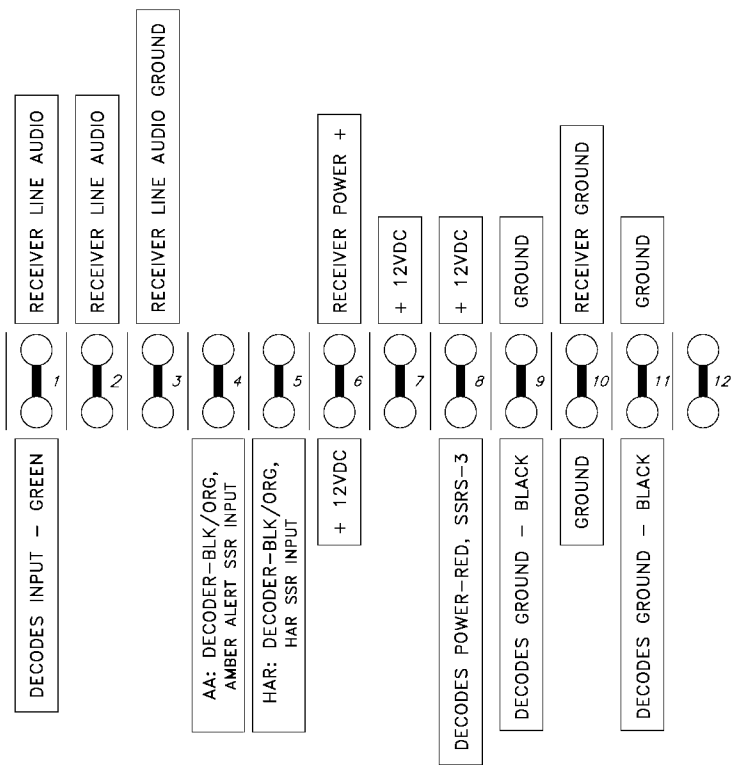 RECEIVER LINE AUDIO
RECEIVER LINE AUDIO
RECEIVER LINE AUDIO GROUND
RECEIVER POWER +
+ 12VDC
+ 12VDC
GROUND
RECEIVER GROUND
GROUND
1
2
3
4
5
6
7
8
9
10
11
12
DECODES INPUT – GREEN
AA: DECODER–BLK/ORG,
AMBER ALERT SSR INPUT
HAR: DECODER–BLK/ORG,
HAR SSR INPUT
+ 12VDC
DECODES POWER–RED, SSRS–3
DECODES GROUND – BLACK
GROUND
DECODES GROUND – BLACK